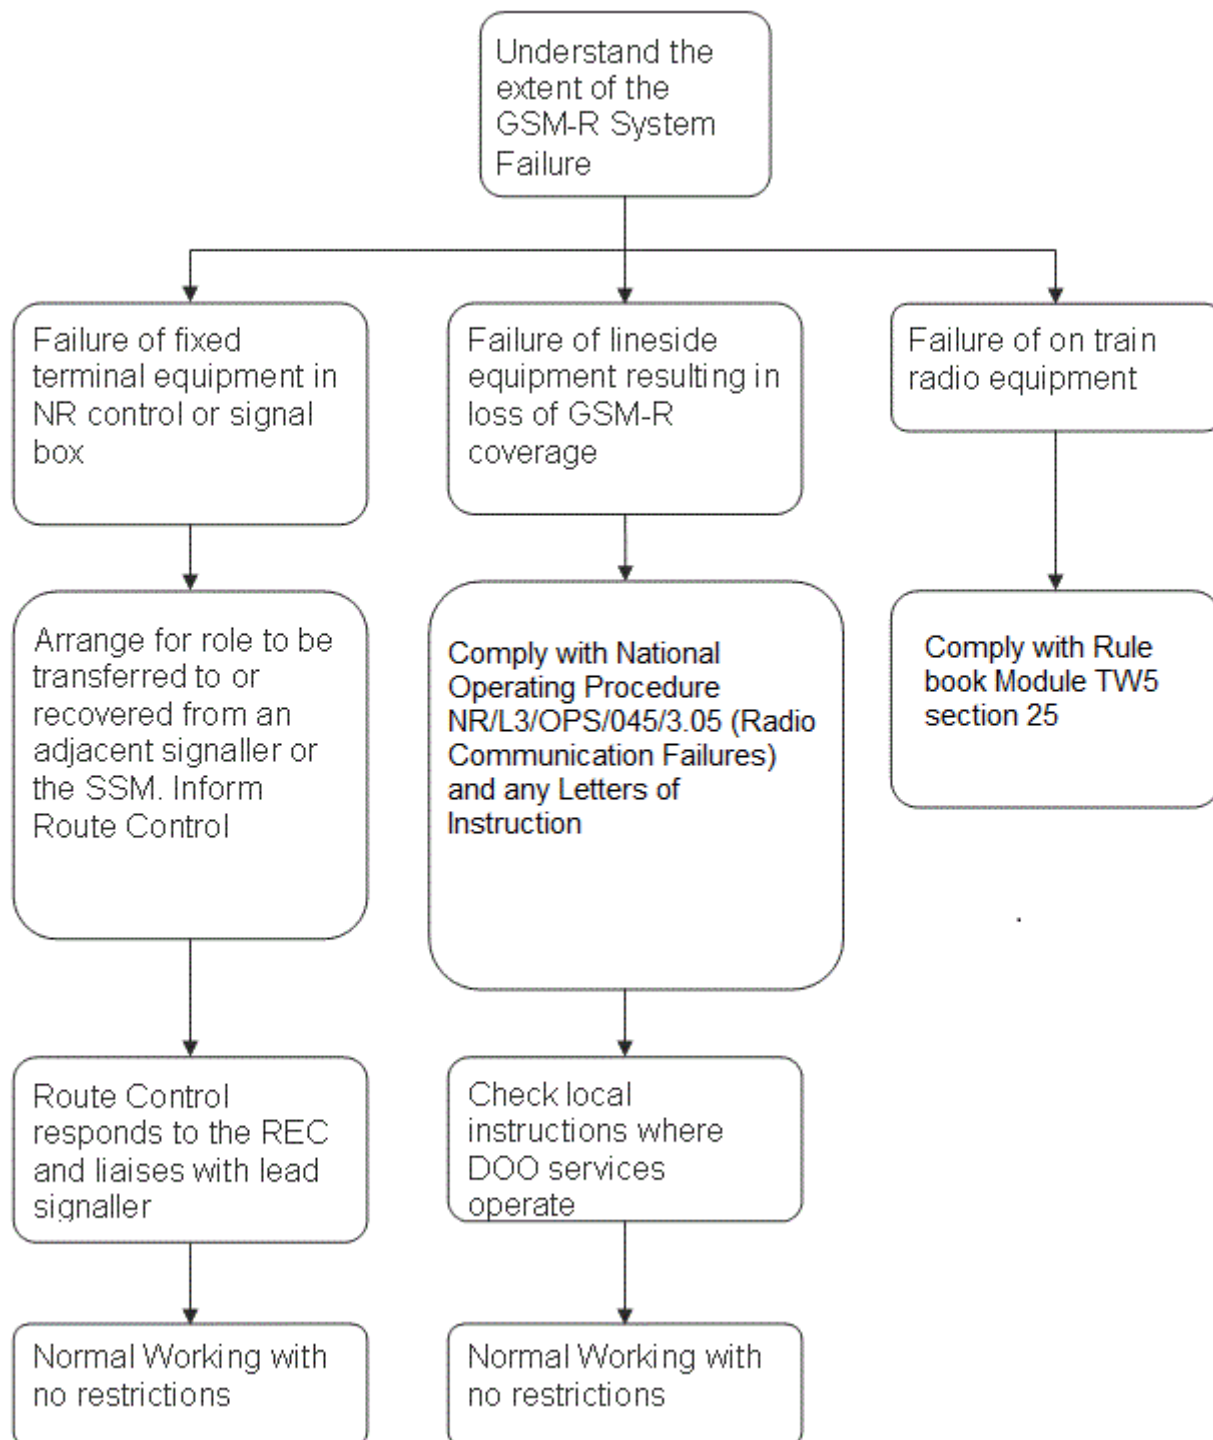 Understand the
extent of the
GSM-R System
Failure
Failure of fixed
terminal equipment in
NR control or signal
box
Failure of lineside
equipment resulting in
loss of GSM-R
coverage
Failure of on train
radio equipment
Arrange for role to be
transferred to or
recovered from an
adjacent signaller or
the SSM. Inform
Route Control
Comply with National
Operating Procedure
NR/L3/OPS/045/3.05 (Radio
Communication Failures)
and any Letters of
Instruction
Comply with Rule
book Module TW5
section 25
Route Control
responds to the REC
and liaises with lead
signaller
Check local
instructions where
DOO services
operate
Normal Working with
no restrictions
Normal Working with
no restrictions